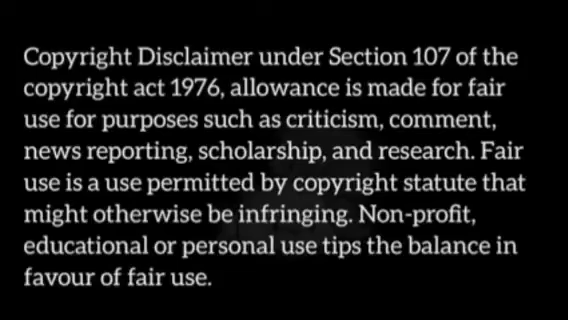 Copyright Disclaimer under Section 107 of the
copyright act 1976, allowance is made for fair
use for purposes such as criticism, comment,
news reporting, scholarship, and research. Fair
use is a use permitted by copyright statute that
might otherwise be infringing. Non-profit,
educational or personal use tips the balance in
favour of fair use.